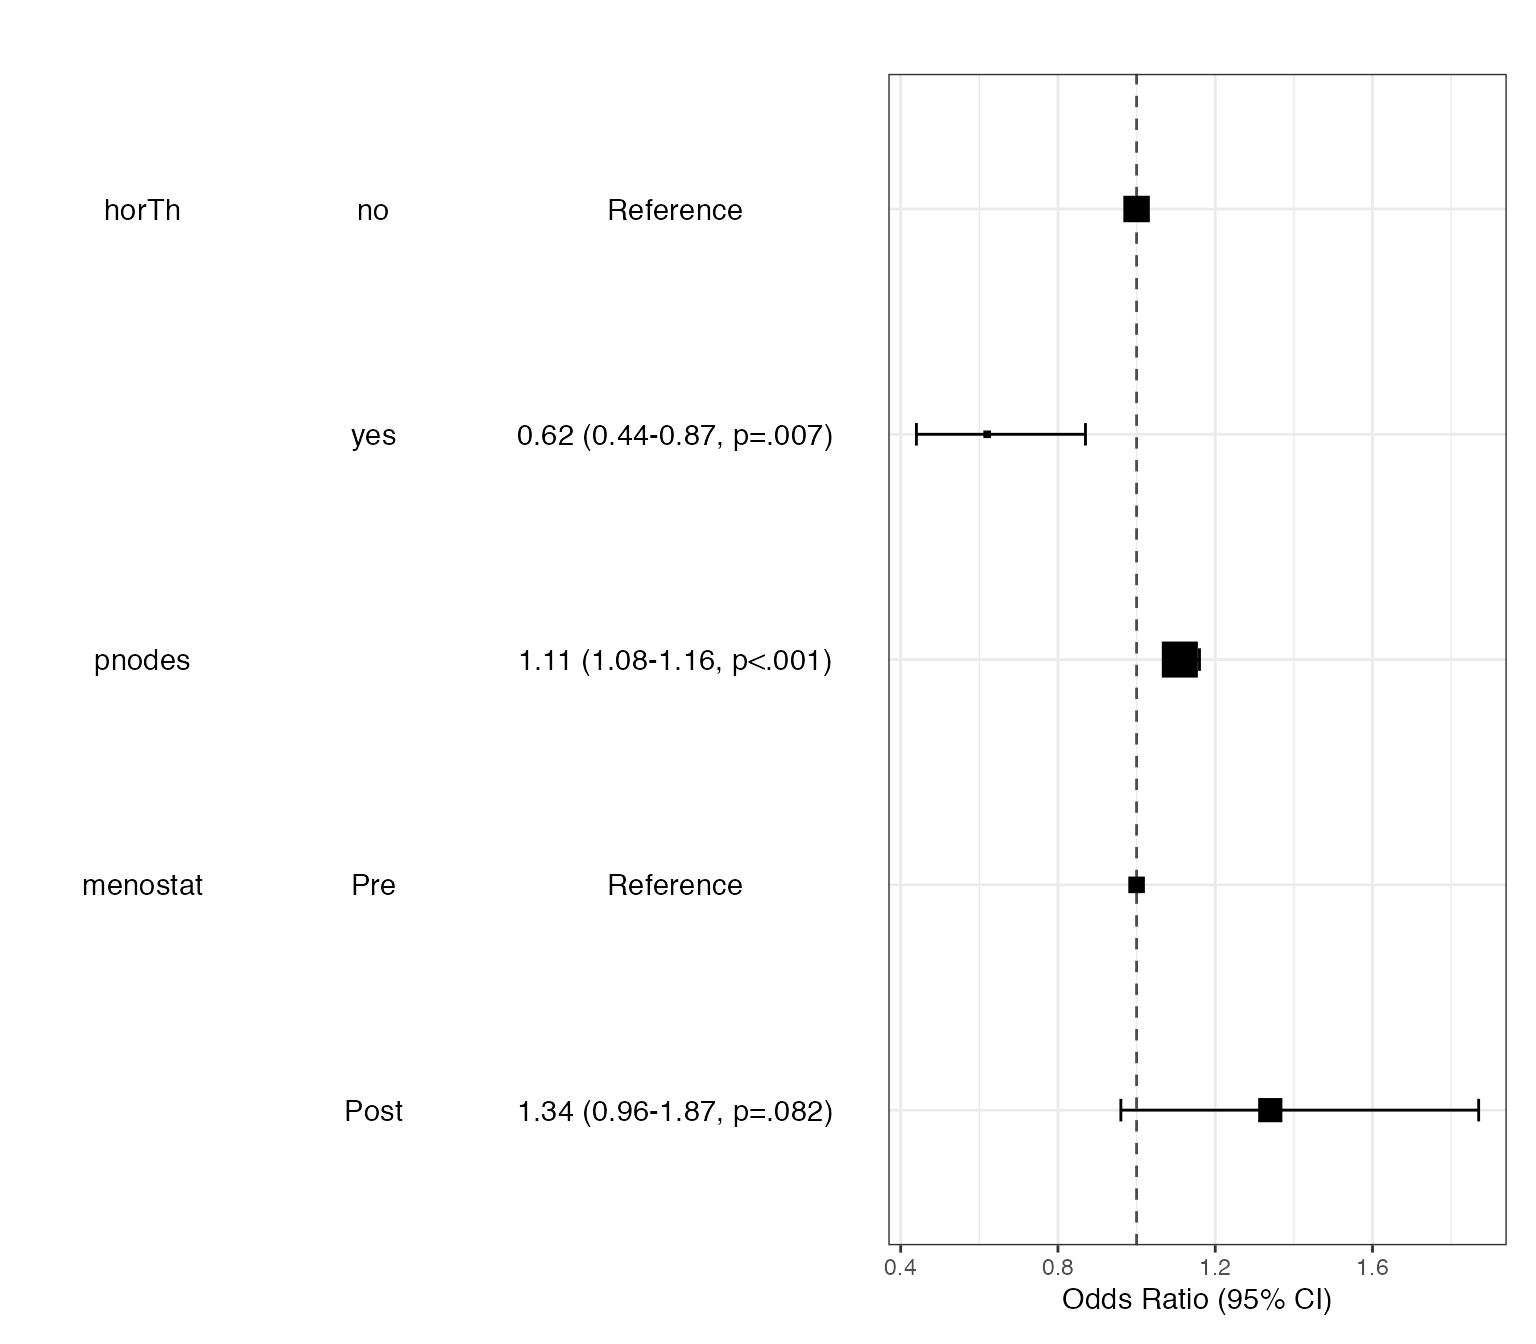 horTh no Reference
yes 0.62 (0.44-0.87, p=.007)
pnodes 1.11 (1.08-1.16, p<.001)
menostat Pre Reference
Post 1.34 (0.96-1.87, p=.082)
0.4 0.8 1.2 1.6
Odds Ratio (95% CI)